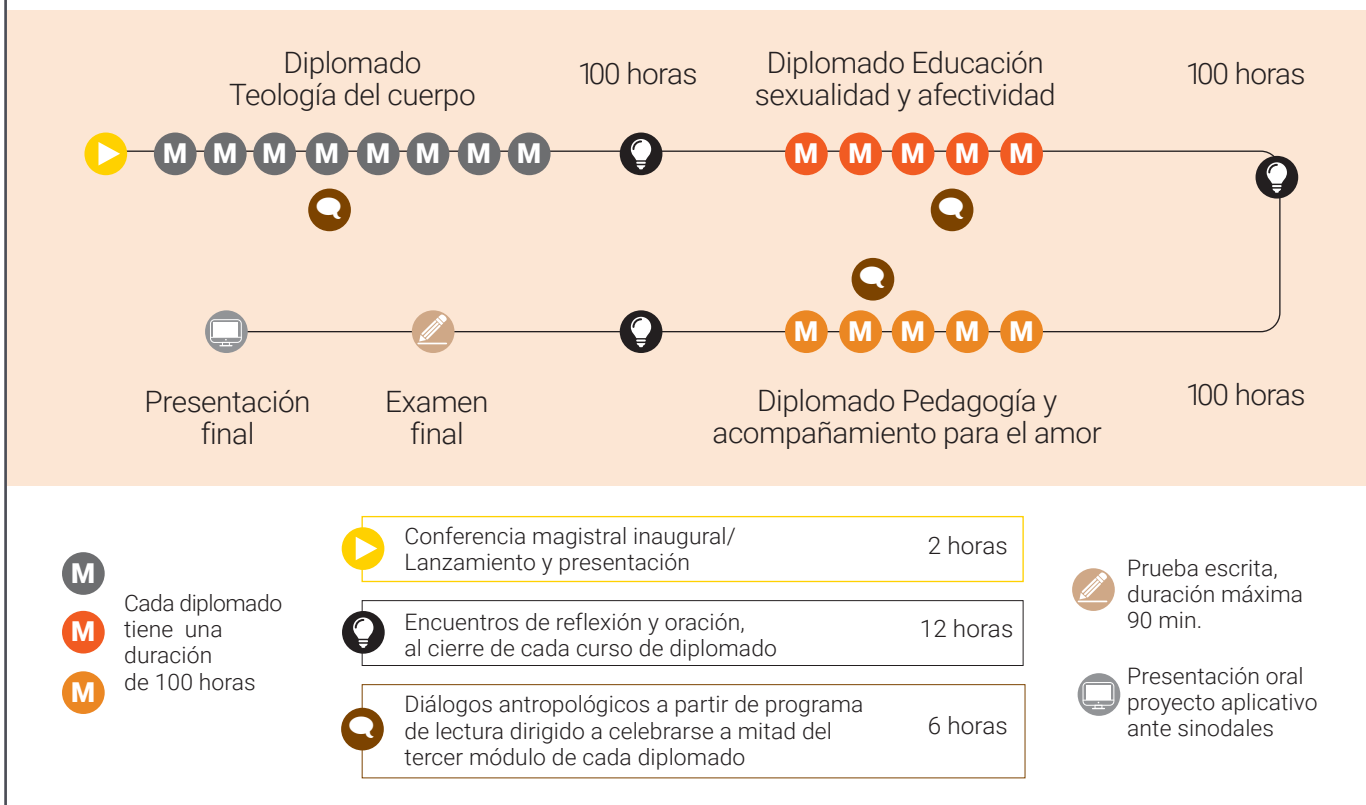 Diplomado
Teología del cuerpo
100 horas
Diplomado Educación
sexualidad y afectividad
100 horas
M M M M M M M M
M M M M M
M M M M M
Presentación
final
Examen
final
Diplomado Pedagogía y
acompañamiento para el amor
100 horas
M
M
M
Cada diplomado
tiene una
duración
de 100 horas
Conferencia magistral inaugural/
Lanzamiento y presentación
2 horas
Encuentros de reflexión y oración,
al cierre de cada curso de diplomado
12 horas
Diálogos antropológicos a partir de programa
de lectura dirigido a celebrarse a mitad del
tercer módulo de cada diplomado
6 horas
Prueba escrita,
duración máxima
90 min.
Presentación oral
proyecto aplicativo
ante sinodales